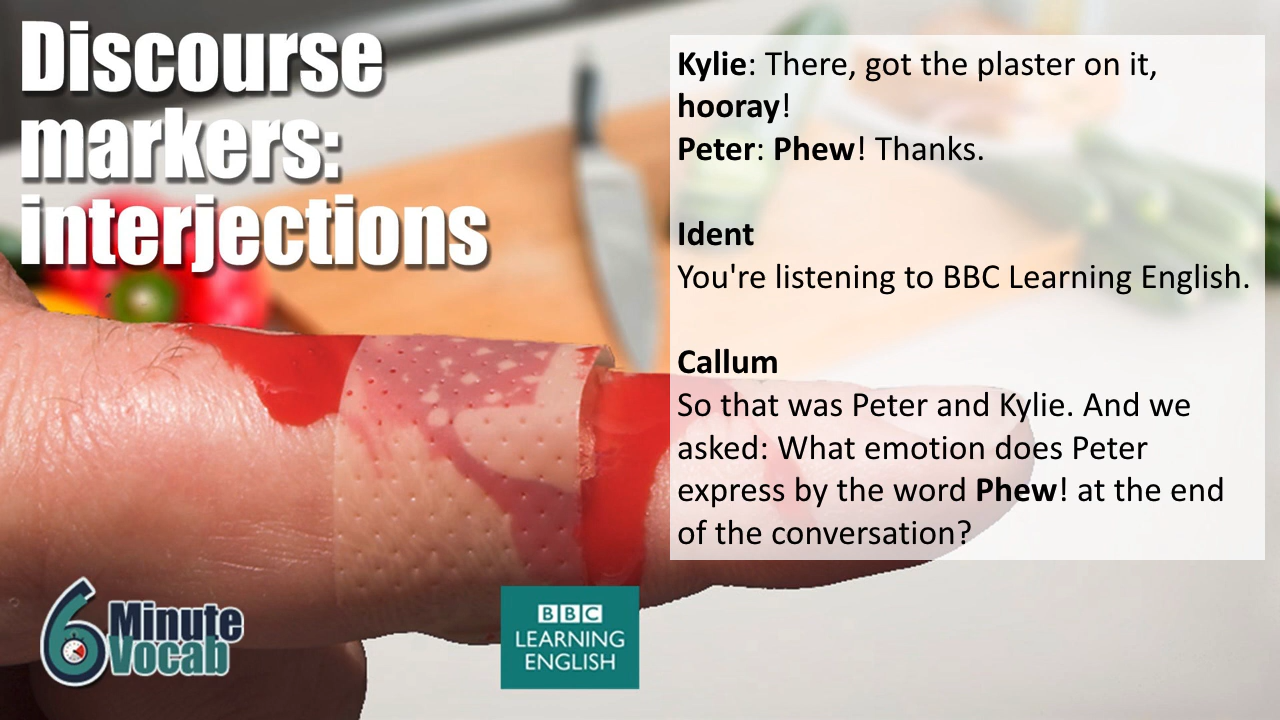 Discourse
markers:
interjections
Kylie: There, got the plaster on it,
hooray!
Peter: Phew! Thanks.
Ident
You're listening to BBC Learning English.
Callum
So that was Peter and Kylie. And we
asked: What emotion does Peter
express by the word Phew! at the end
of the conversation?
6 Minute
Vocab
BBC
LEARNING
ENGLISH